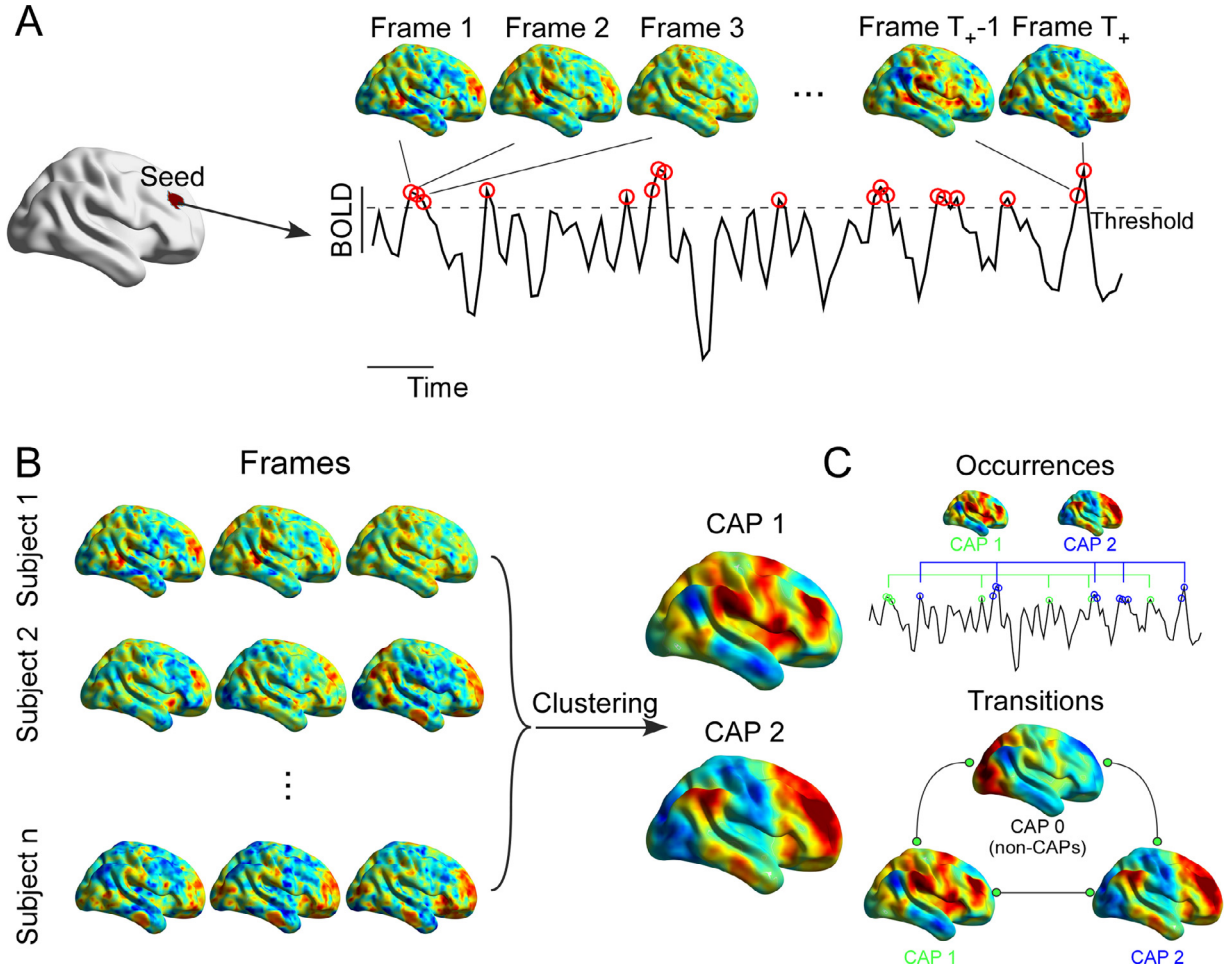 A
Frame 1
Frame 2
Frame 3
...
Frame T+-1
Frame T+
Seed
BOLD
Threshold
Time
B
Frames
Subject 1
Subject 2
...
Subject n
Clustering
CAP 1
CAP 2
C
Occurrences
CAP 1
CAP 2
Transitions
CAP 0
(non-CAPs)
CAP 1
CAP 2